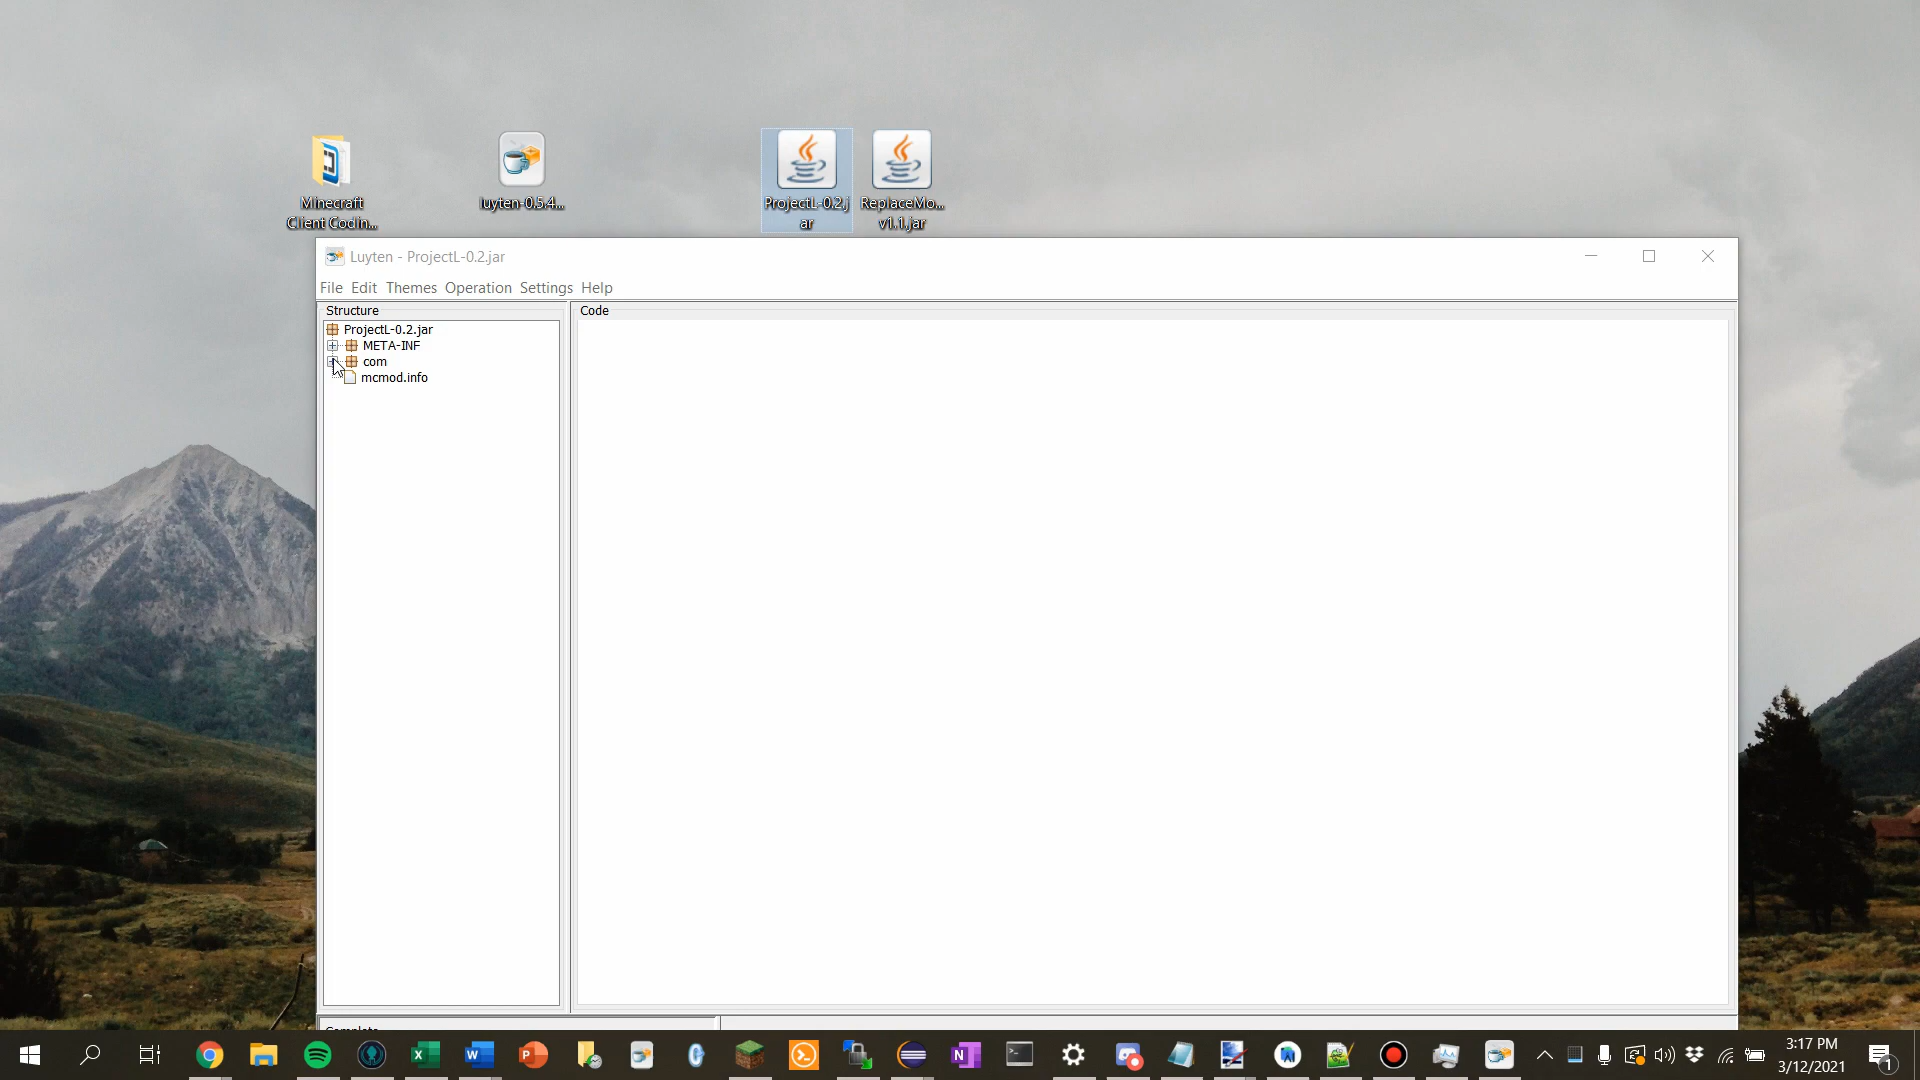 Minecraft
Client Codin...
luyten-0.5.4...
ProjectL-0.2.j
ar
ReplaceMo...
v1.1.jar
Luyten - ProjectL-0.2.jar
File Edit Themes Operation Settings Help
Structure
Code
ProjectL-0.2.jar
META-INF
com
mcmod.info
Complete
3:17 PM
3/12/2021
1